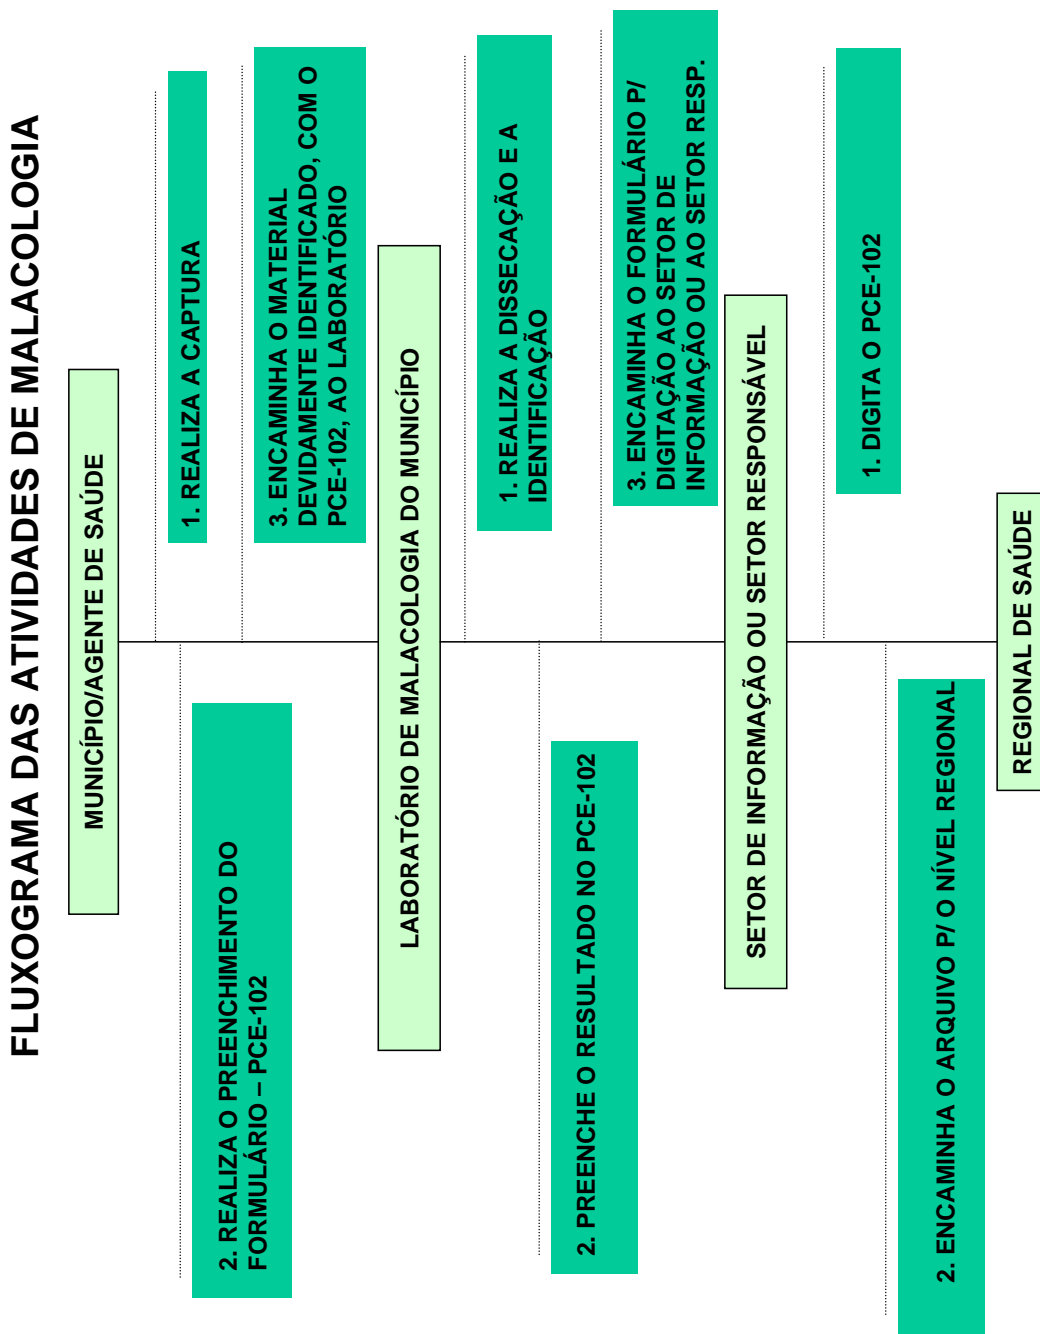 FLUXOGRAMA DAS ATIVIDADES DE MALACOLOGIA
MUNICÍPIO/AGENTE DE SAÚDE
1. REALIZA A CAPTURA
2. REALIZA O PREENCHIMENTO DO
FORMULÁRIO – PCE-102
3. ENCAMINHA O MATERIAL
DEVIDAMENTE IDENTIFICADO, COM O
PCE-102, AO LABORATÓRIO
LABORATÓRIO DE MALACOLOGIA DO MUNICÍPIO
1. REALIZA A DISSECAÇÃO E A
IDENTIFICAÇÃO
2. PREENCHE O RESULTADO NO PCE-102
3. ENCAMINHA O FORMULÁRIO P/
DIGITAÇÃO AO SETOR DE
INFORMAÇÃO OU AO SETOR RESP.
SETOR DE INFORMAÇÃO OU SETOR RESPONSÁVEL
1. DIGITA O PCE-102
2. ENCAMINHA O ARQUIVO P/ O NÍVEL REGIONAL
REGIONAL DE SAÚDE